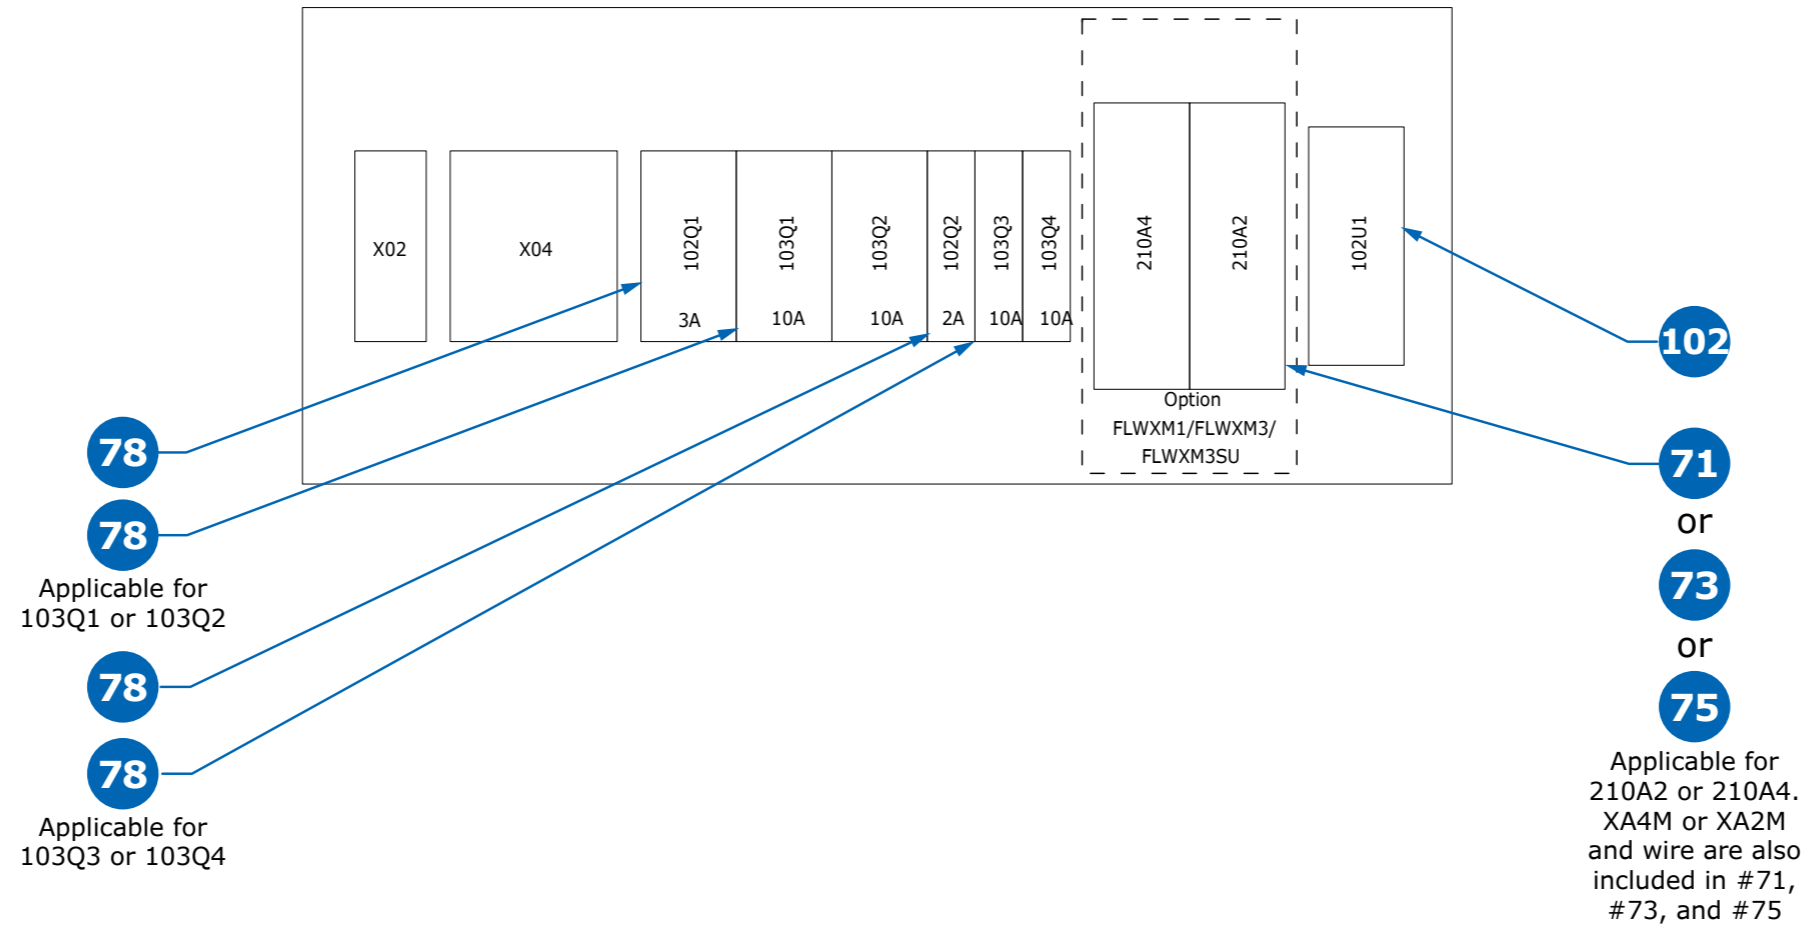 X02
X04
102Q1
3A
103Q1
10A
103Q2
10A
102Q2
2A
103Q3
10A
103Q4
10A
210A4
210A2
Option
FLWXM1/FLWXM3/
FLWXM3SU
102U1
78
78
Applicable for
103Q1 or 103Q2
78
78
Applicable for
103Q3 or 103Q4
102
71
or
73
or
75
Applicable for
210A2 or 210A4.
XA4M or XA2M
and wire are also
included in #71,
#73, and #75